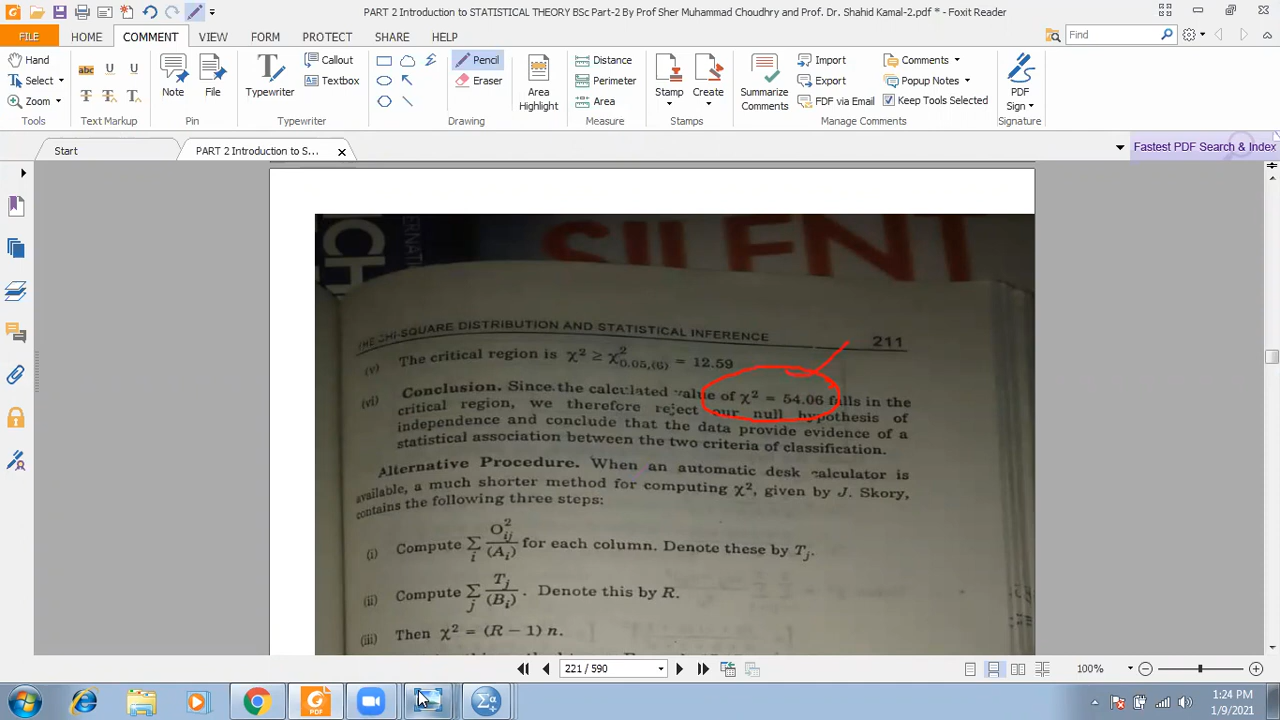 PART 2 Introduction to STATISTICAL THEORY BSc Part-2 By Prof Sher Muhammad Chaudhry and Prof. Dr. Shahid Kamal-2.pdf * - Foxit Reader
FILE HOME COMMENT VIEW FORM PROTECT SHARE HELP
Find
Hand
Select
Zoom
Tools
Text Markup
Note
File
Pin
Typewriter
Callout
Textbox
Typewriter
Pencil
Eraser
Drawing
Area Highlight
Distance
Perimeter
Area
Measure
Stamp
Create
Stamps
Summarize Comments
Import
Export
FDF via Email
Comments
Popup Notes
Keep Tools Selected
Manage Comments
PDF Sign
Signature
Start
PART 2 Introduction to S...
Fastest PDF Search & Index
SILENT
THE CHI-SQUARE DISTRIBUTION AND STATISTICAL INFERENCE 211
(v) The critical region is χ² ≥ χ²0.05,(6) = 12.59
(vi) Conclusion. Since the calculated value of χ² = 54.06 falls in the
critical region, we therefore reject our null hypothesis of
independence and conclude that the data provide evidence of a
statistical association between the two criteria of classification.
Alternative Procedure. When an automatic desk calculator is
available, a much shorter method for computing χ², given by J. Skory,
contains the following three steps:
(i) Compute Σi O²ij/(Ai) for each column. Denote these by Tj.
(ii) Compute Σj Tj/(Bi). Denote this by R.
(iii) Then χ² = (R − 1) n.
221 / 590
100%
1:24 PM
1/9/2021